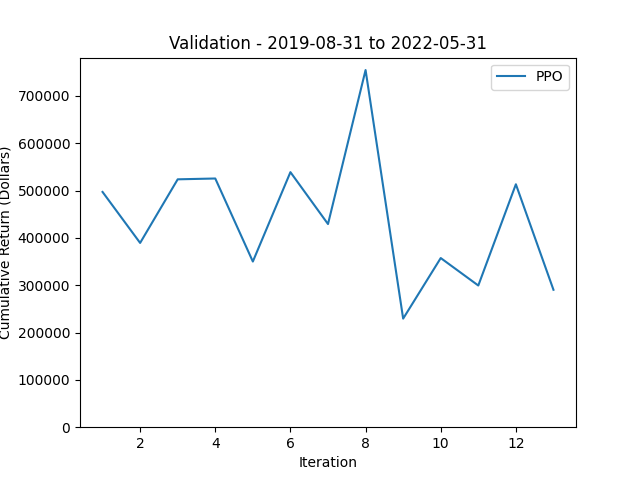 Validation - 2019-08-31 to 2022-05-31
PPO
Cumulative Return (Dollars)
700000
600000
500000
400000
300000
200000
100000
0
2 4 6 8 10 12
Iteration